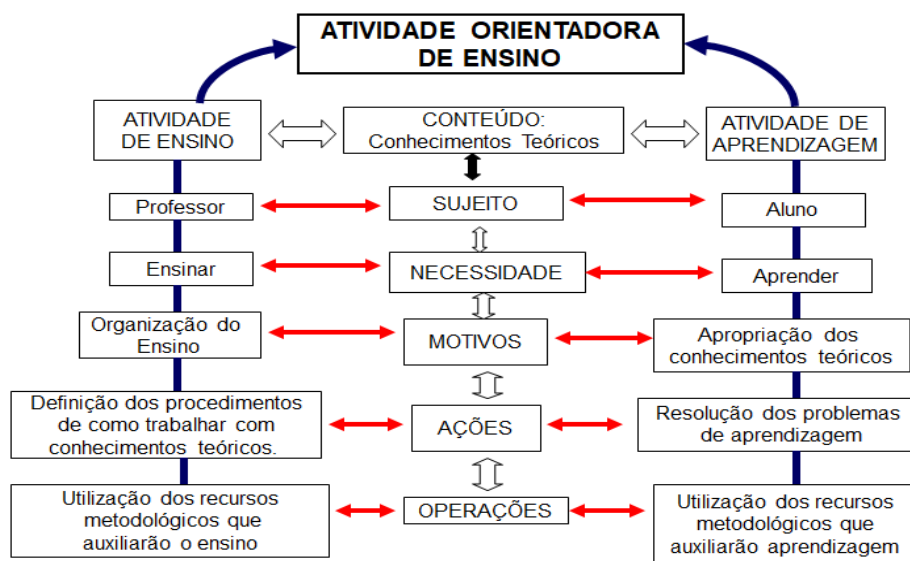 ATIVIDADE ORIENTADORA
DE ENSINO
ATIVIDADE
DE ENSINO
CONTEÚDO:
Conhecimentos Teóricos
ATIVIDADE DE
APRENDIZAGEM
Professor
SUJEITO
Aluno
Ensinar
NECESSIDADE
Aprender
Organização do
Ensino
MOTIVOS
Apropriação dos
conhecimentos teóricos
Definição dos procedimentos
de como trabalhar com
conhecimentos teóricos.
AÇÕES
Resolução dos problemas
de aprendizagem
Utilização dos recursos
metodológicos que
auxiliarão o ensino
OPERAÇÕES
Utilização dos recursos
metodológicos que
auxiliarão aprendizagem